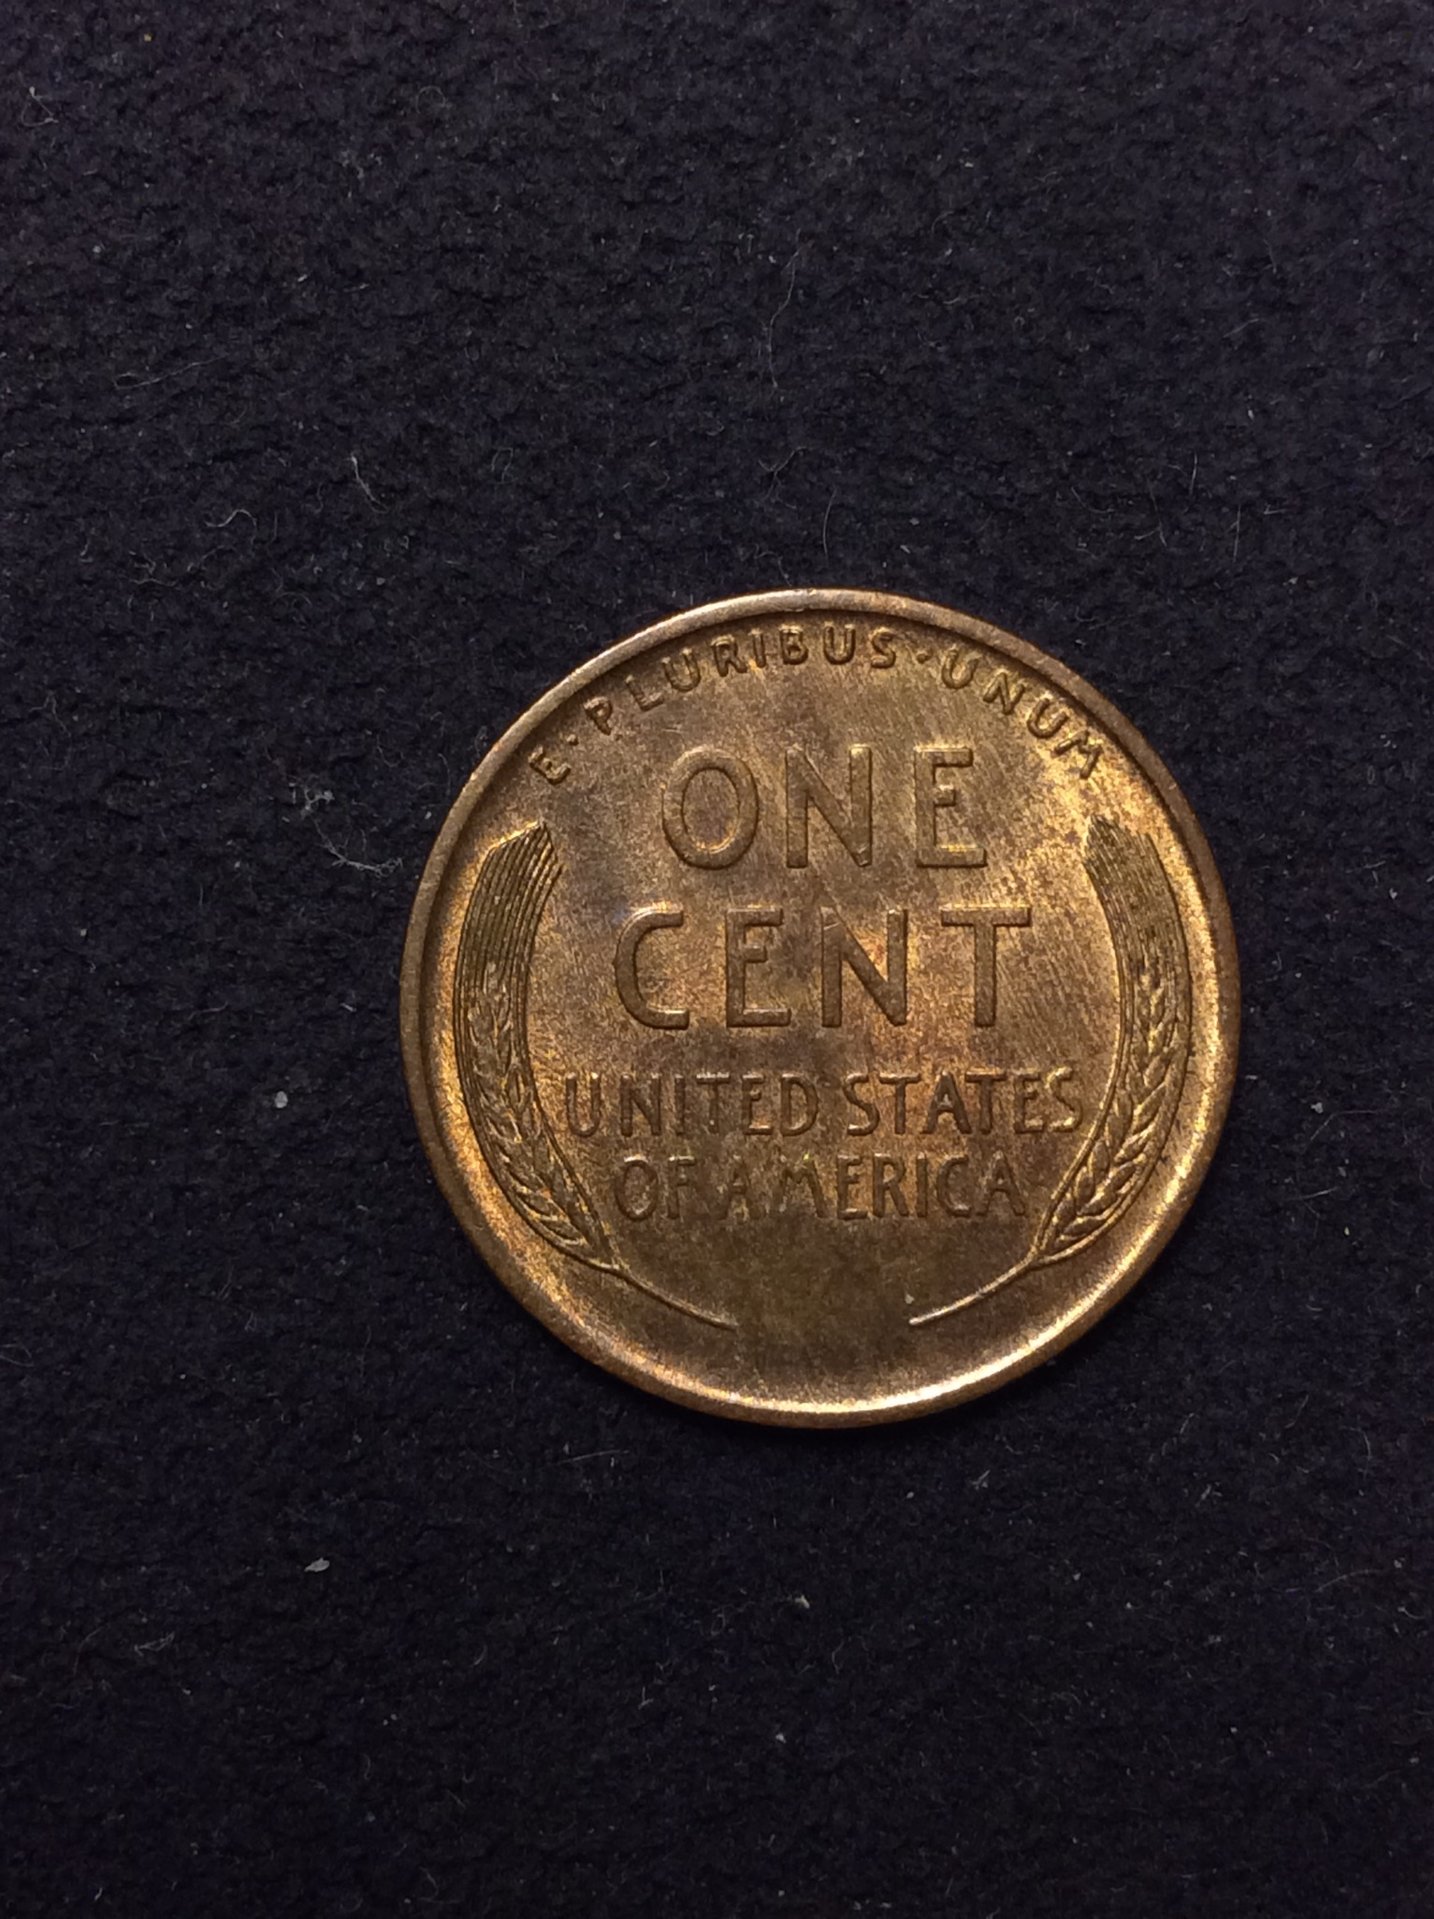 E·PLURIBUS·UNUM
ONE
CENT
UNITED STATES
OF AMERICA